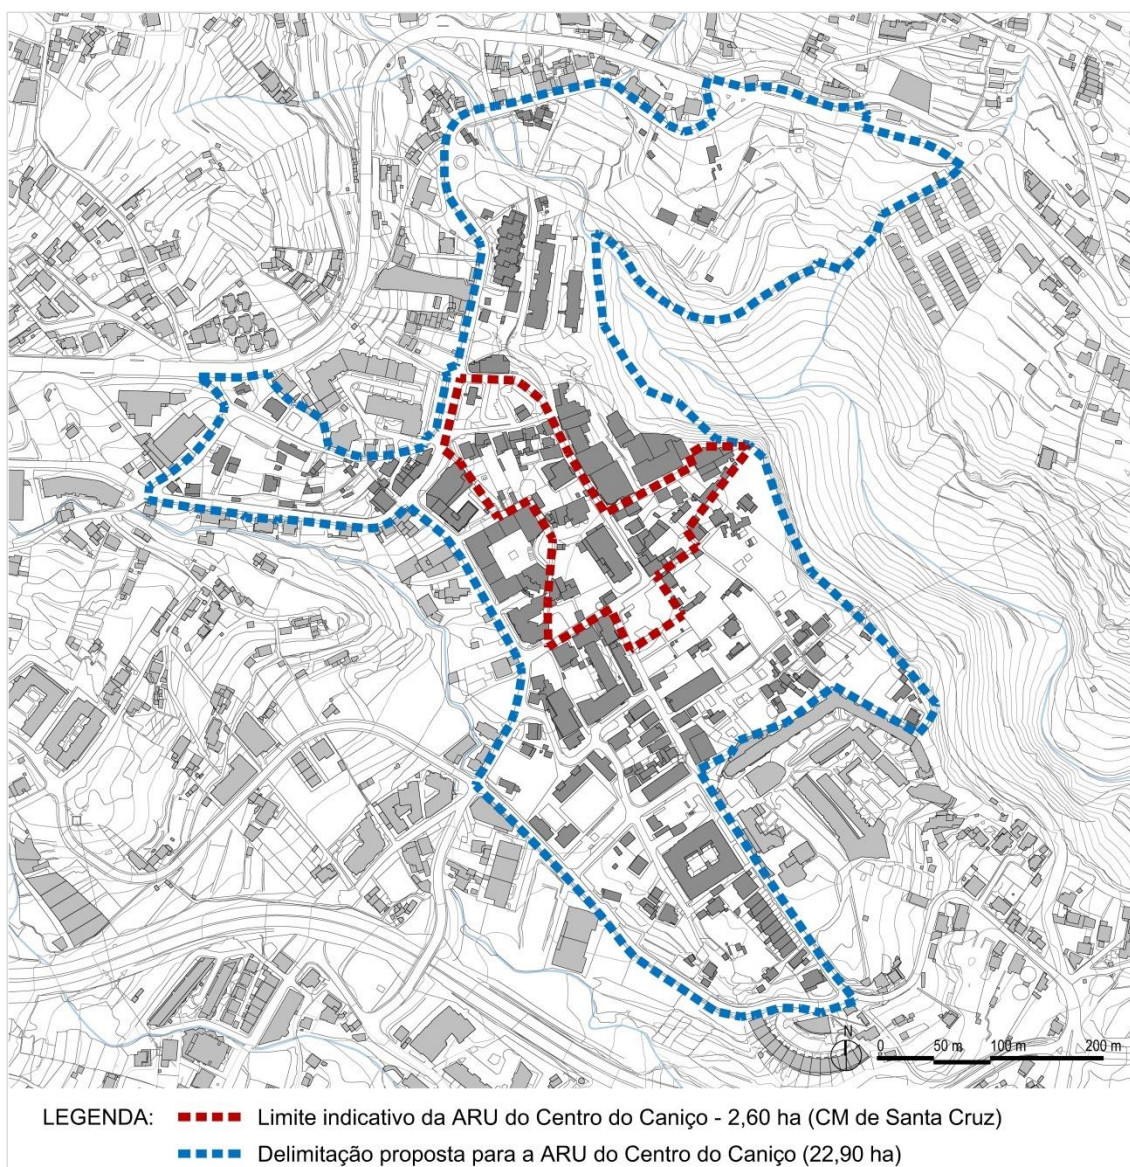 N
0 50 m 100 m 200 m
LEGENDA: Limite indicativo da ARU do Centro do Caniço - 2,60 ha (CM de Santa Cruz)
Delimitação proposta para a ARU do Centro do Caniço (22,90 ha)